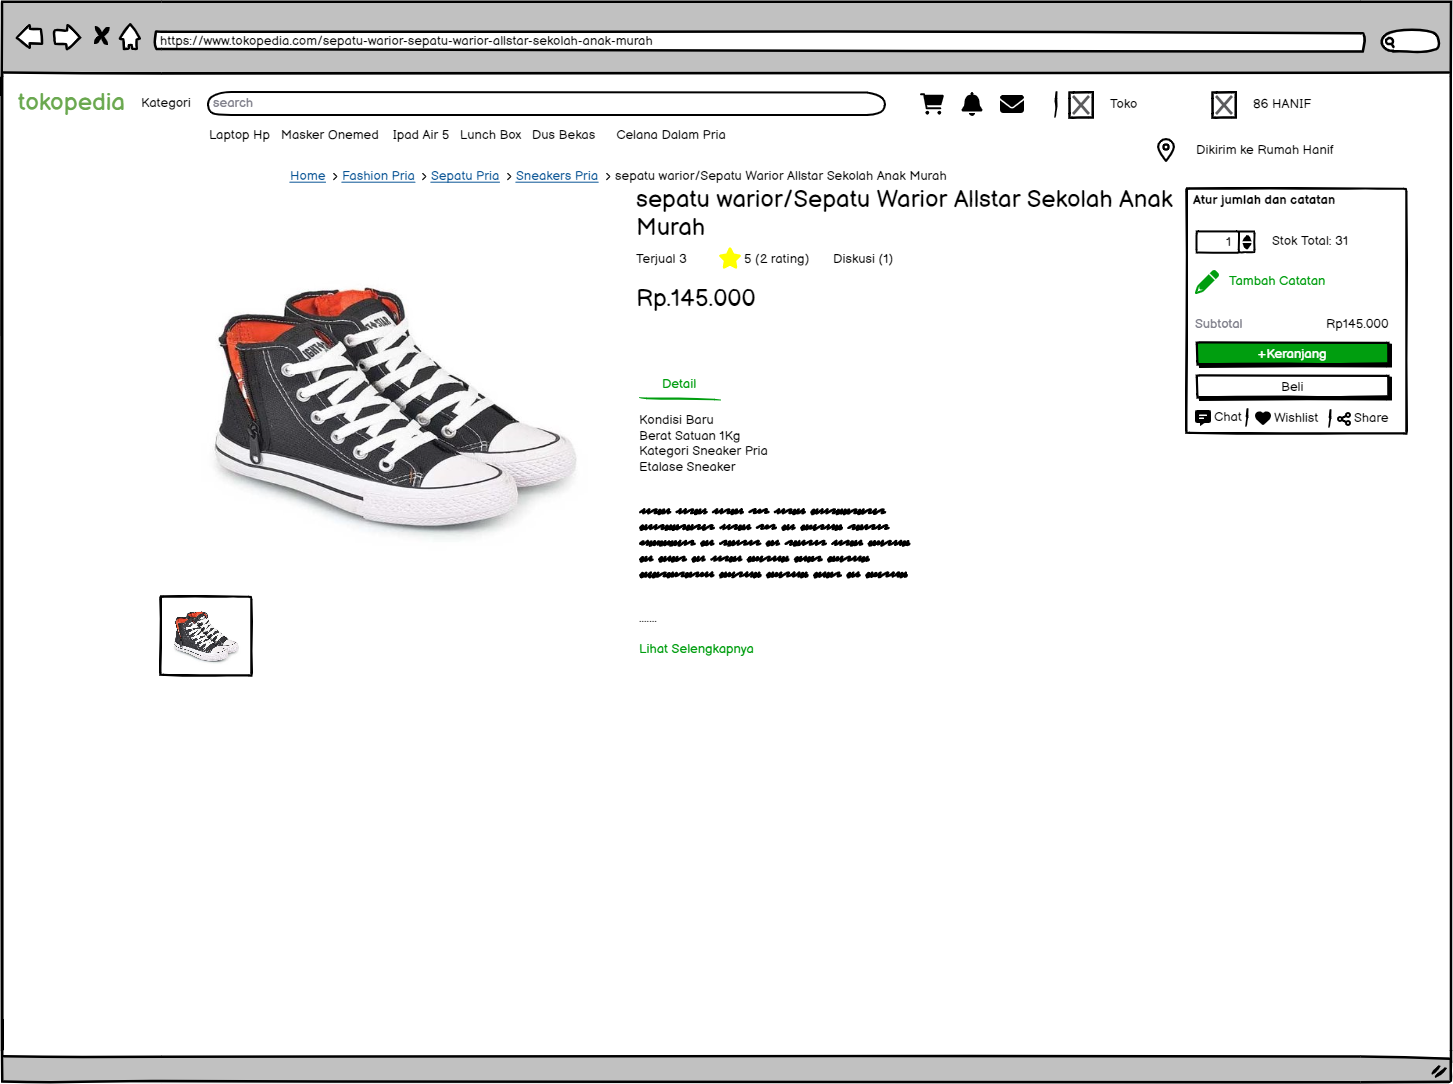 https://www.tokopedia.com/sepatu-warior-sepatu-warior-allstar-sekolah-anak-murah
tokopedia Kategori search Toko 86 HANIF
Laptop Hp Masker Onemed Ipad Air 5 Lunch Box Dus Bekas Celana Dalam Pria
Dikirim ke Rumah Hanif
Home > Fashion Pria > Sepatu Pria > Sneakers Pria > sepatu warior/Sepatu Warior Allstar Sekolah Anak Murah
sepatu warior/Sepatu Warior Allstar Sekolah Anak
Murah
Terjual 3 5 (2 rating) Diskusi (1)
Rp.145.000
Detail
Kondisi Baru
Berat Satuan 1Kg
Kategori Sneaker Pria
Etalase Sneaker
.......
Lihat Selengkapnya
Atur jumlah dan catatan
1 Stok Total: 31
Tambah Catatan
Subtotal Rp145.000
+Keranjang
Beli
Chat Wishlist Share